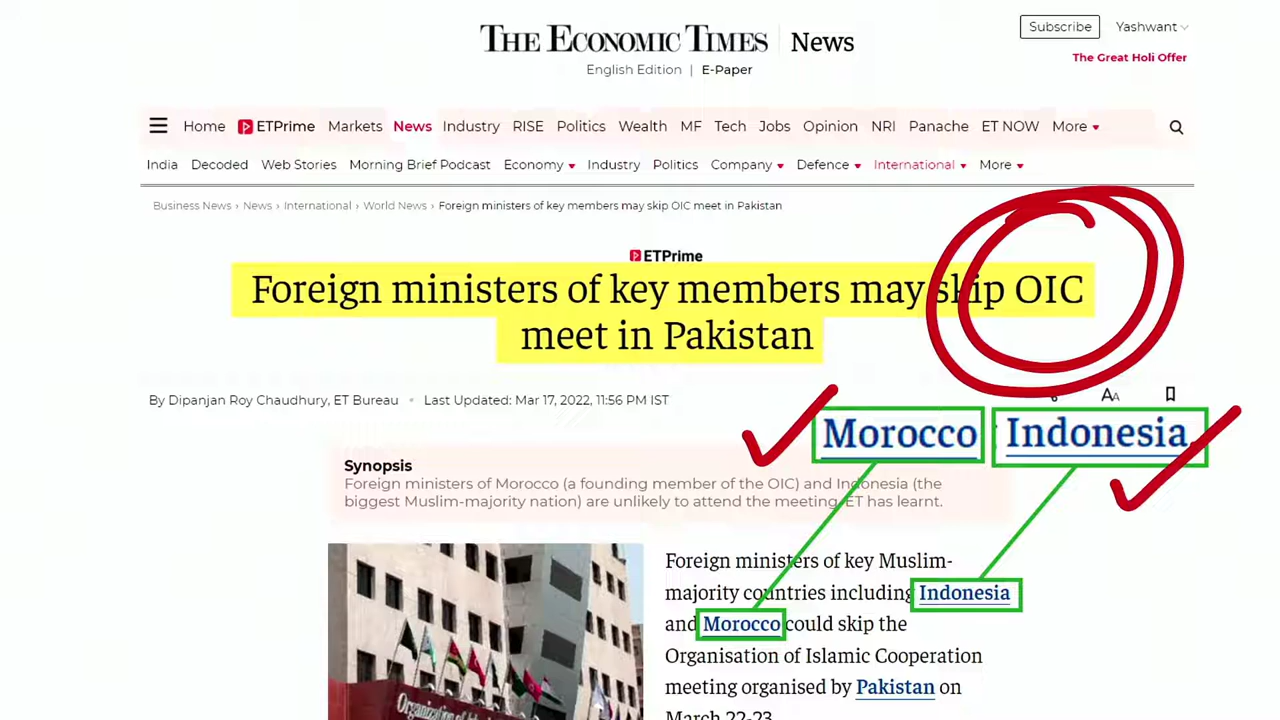 THE ECONOMIC TIMES | News
Subscribe Yashwant
English Edition | E-Paper
The Great Holi Offer
Home ETPrime Markets News Industry RISE Politics Wealth MF Tech Jobs Opinion NRI Panache ET NOW More
India Decoded Web Stories Morning Brief Podcast Economy Industry Politics Company Defence International More
Business News › News › International › World News › Foreign ministers of key members may skip OIC meet in Pakistan
ETPrime
Foreign ministers of key members may skip OIC
meet in Pakistan
By Dipanjan Roy Chaudhury, ET Bureau • Last Updated: Mar 17, 2022, 11:56 PM IST
AA
Morocco Indonesia
Synopsis
Foreign ministers of Morocco (a founding member of the OIC) and Indonesia (the
biggest Muslim-majority nation) are unlikely to attend the meeting, ET has learnt.
Foreign ministers of key Muslim-
majority countries including Indonesia
and Morocco could skip the
Organisation of Islamic Cooperation
meeting organised by Pakistan on
March 22-23
Organization of